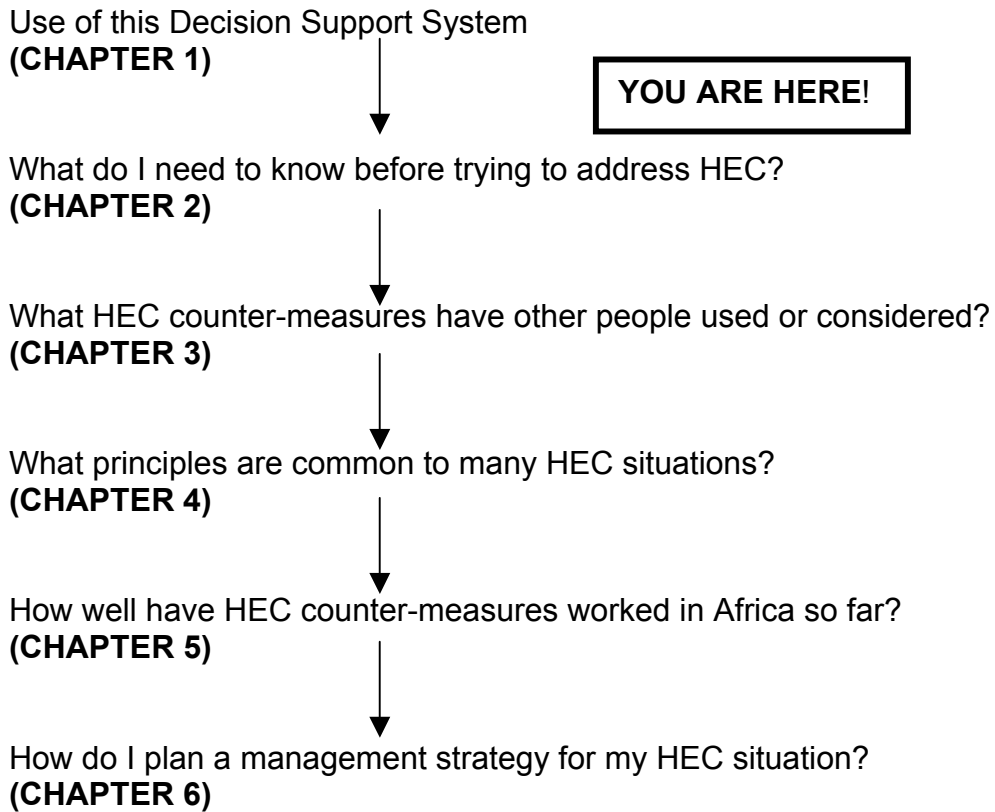 Use of this Decision Support System
(CHAPTER 1)
YOU ARE HERE!
What do I need to know before trying to address HEC?
(CHAPTER 2)
What HEC counter-measures have other people used or considered?
(CHAPTER 3)
What principles are common to many HEC situations?
(CHAPTER 4)
How well have HEC counter-measures worked in Africa so far?
(CHAPTER 5)
How do I plan a management strategy for my HEC situation?
(CHAPTER 6)